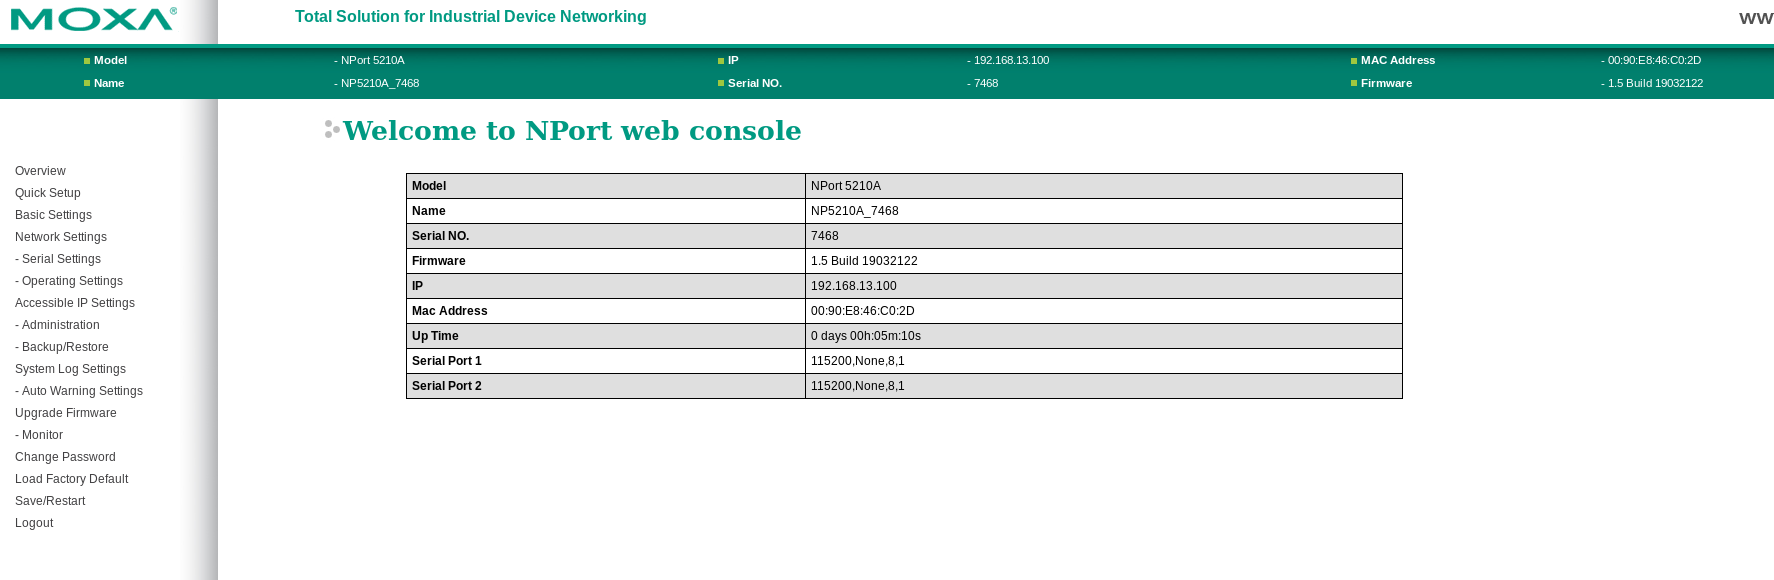 MOXA®
Total Solution for Industrial Device Networking
ww
Model - NPort 5210A IP - 192.168.13.100 MAC Address - 00:90:E8:46:C0:2D
Name - NP5210A_7468 Serial NO. - 7468 Firmware - 1.5 Build 19032122
Overview
Quick Setup
Basic Settings
Network Settings
- Serial Settings
- Operating Settings
Accessible IP Settings
- Administration
- Backup/Restore
System Log Settings
- Auto Warning Settings
Upgrade Firmware
- Monitor
Change Password
Load Factory Default
Save/Restart
Logout
Welcome to NPort web console
Model NPort 5210A
Name NP5210A_7468
Serial NO. 7468
Firmware 1.5 Build 19032122
IP 192.168.13.100
Mac Address 00:90:E8:46:C0:2D
Up Time 0 days 00h:05m:10s
Serial Port 1 115200,None,8,1
Serial Port 2 115200,None,8,1